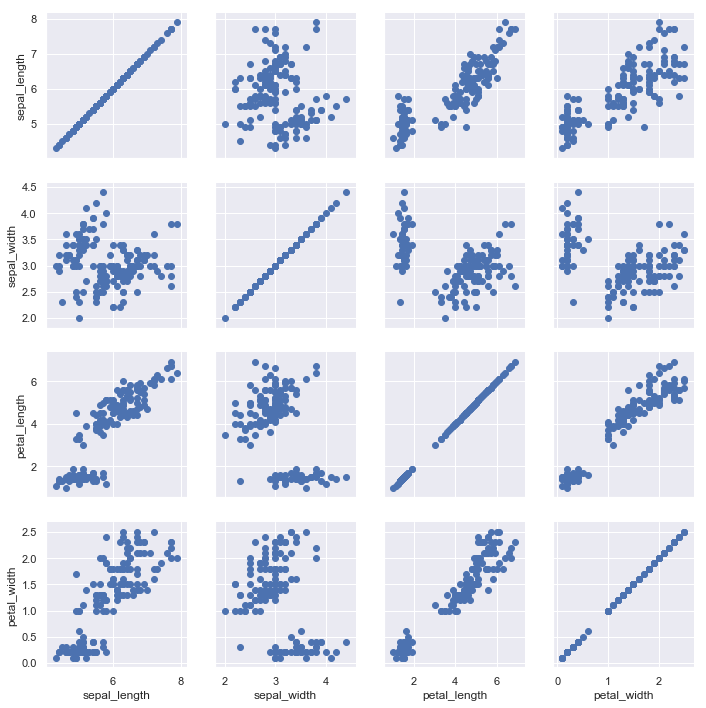 8
7
6
5
sepal_length
4.5
4.0
3.5
3.0
2.5
2.0
sepal_width
6
4
2
petal_length
2.5
2.0
1.5
1.0
0.5
0.0
petal_width
6 8
2 3 4
2 4 6
0 1 2
sepal_length sepal_width petal_length petal_width